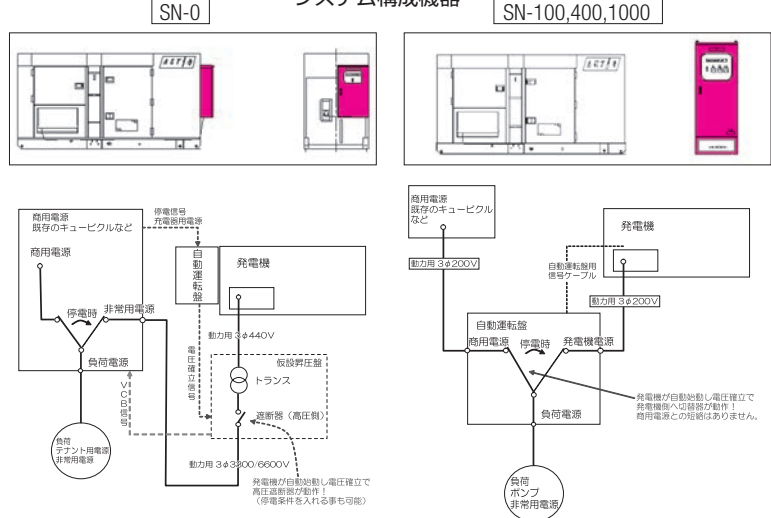 システム構成機器
SN-0
SN-100,400,1000
商用電源
既存のキュービクルなど
停電信号
充電器用電源
商用電源
停電時
非常用電源
負荷電源
負荷
テナント用電源
非常用電源
自動運転盤
発電機
動力用 3φ440V
電圧確立信号
VCB信号
仮設昇圧盤
トランス
遮断器（高圧側）
動力用 3φ3300/6600V
発電機が自動始動し電圧確立で
高圧遮断器が動作！
（停電条件を入れる事も可能）
商用電源
既存のキュービクル
など
動力用 3φ200V
発電機
自動運転盤用
信号ケーブル
動力用 3φ200V
自動運転盤
商用電源
停電時
発電機電源
負荷電源
発電機が自動始動し電圧確立で
発電機側へ切替器が動作！
商用電源との短絡はありません。
負荷
ポンプ
非常用電源